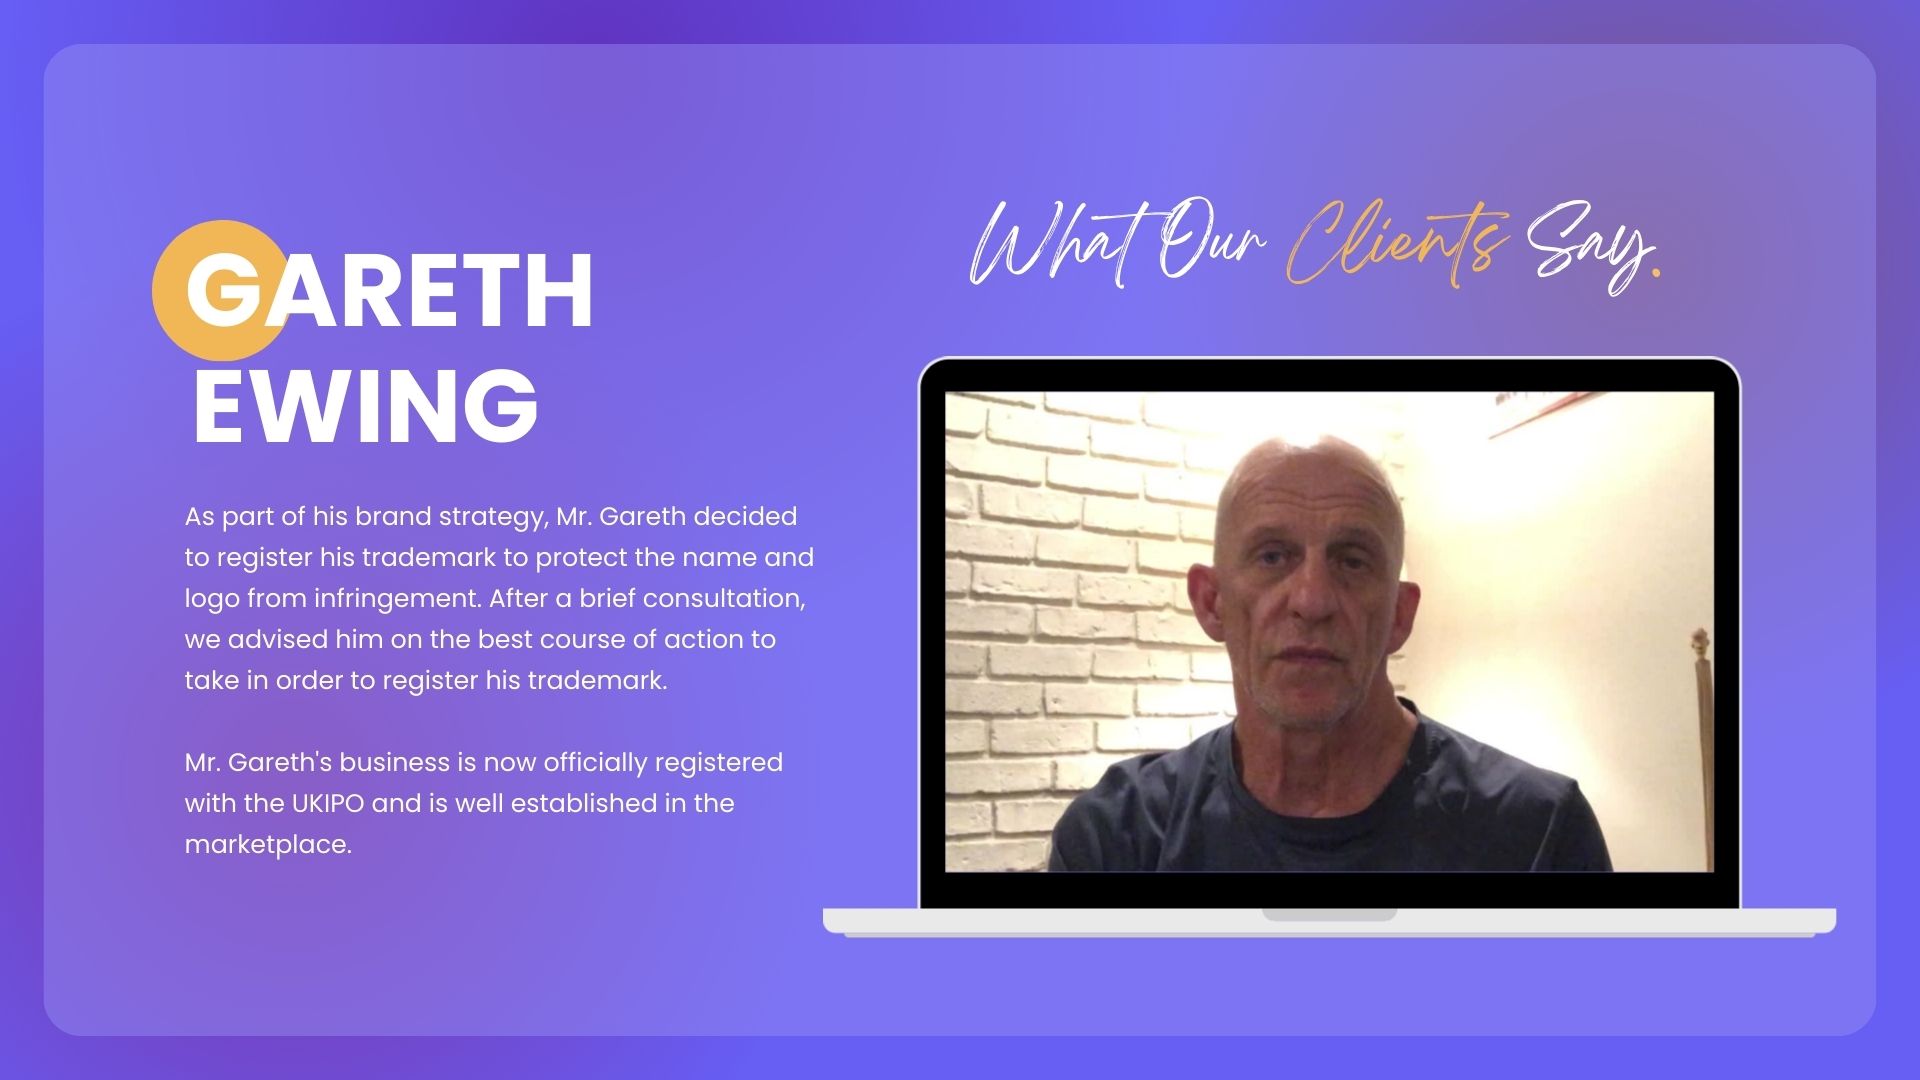 GARETH
EWING
As part of his brand strategy, Mr. Gareth decided
to register his trademark to protect the name and
logo from infringement. After a brief consultation,
we advised him on the best course of action to
take in order to register his trademark.
Mr. Gareth's business is now officially registered
with the UKIPO and is well established in the
marketplace.
What Our Clients Say.